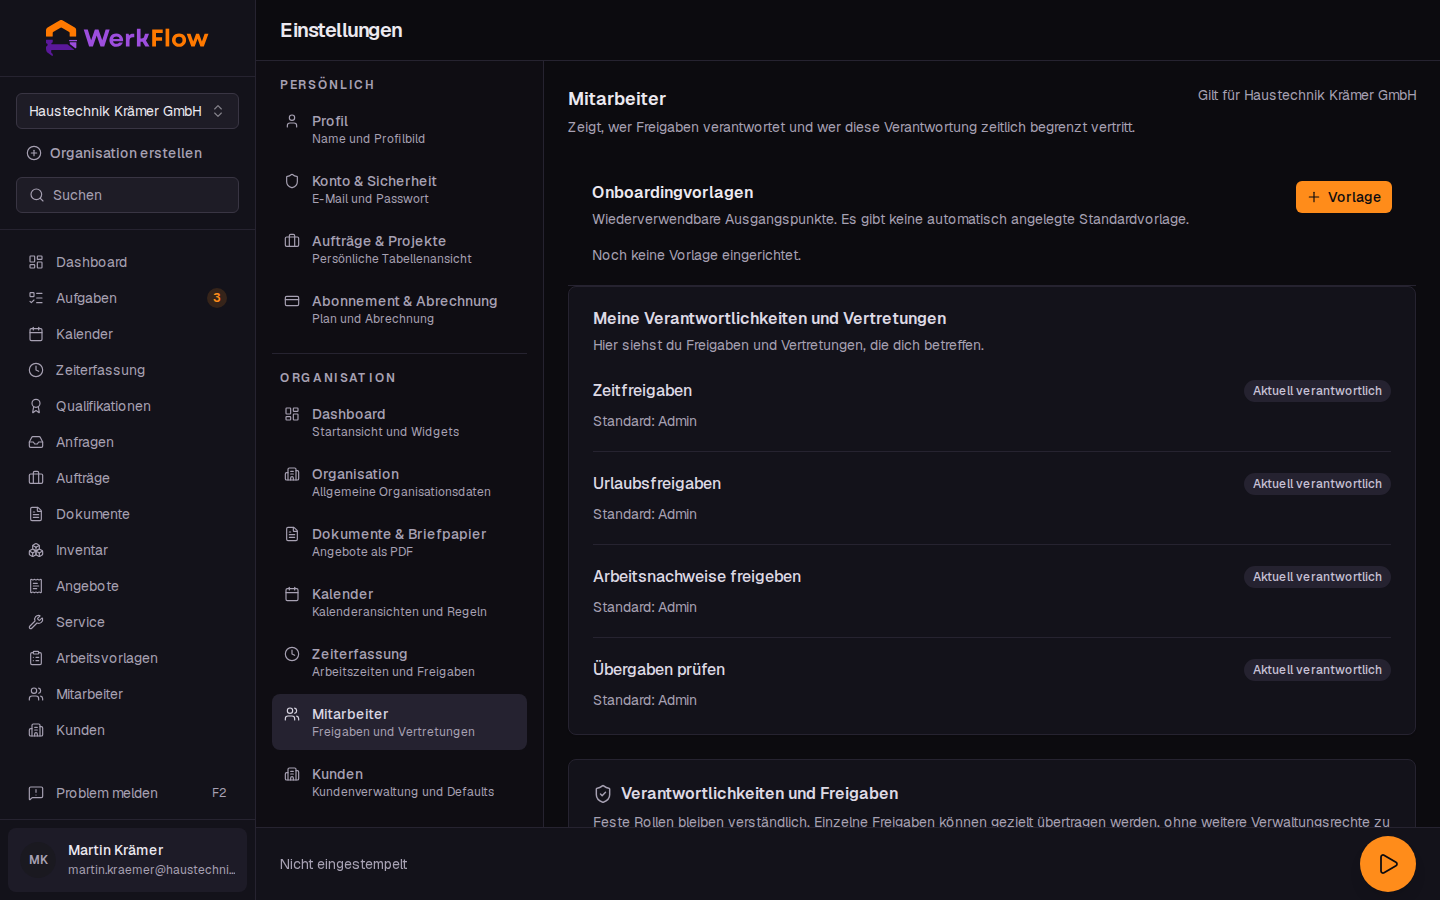 WerkFlow
Haustechnik Krämer GmbH
Organisation erstellen
Suchen
Dashboard
Aufgaben 3
Kalender
Zeiterfassung
Qualifikationen
Anfragen
Aufträge
Dokumente
Inventar
Angebote
Service
Arbeitsvorlagen
Mitarbeiter
Kunden
Problem melden F2
MK
Martin Krämer
martin.kraemer@haustechni...
Einstellungen
PERSÖNLICH
Profil
Name und Profilbild
Konto & Sicherheit
E-Mail und Passwort
Aufträge & Projekte
Persönliche Tabellenansicht
Abonnement & Abrechnung
Plan und Abrechnung
ORGANISATION
Dashboard
Startansicht und Widgets
Organisation
Allgemeine Organisationsdaten
Dokumente & Briefpapier
Angebote als PDF
Kalender
Kalenderansichten und Regeln
Zeiterfassung
Arbeitszeiten und Freigaben
Mitarbeiter
Freigaben und Vertretungen
Kunden
Kundenverwaltung und Defaults
Mitarbeiter
Gilt für Haustechnik Krämer GmbH
Zeigt, wer Freigaben verantwortet und wer diese Verantwortung zeitlich begrenzt vertritt.
Onboardingvorlagen
Vorlage
Wiederverwendbare Ausgangspunkte. Es gibt keine automatisch angelegte Standardvorlage.
Noch keine Vorlage eingerichtet.
Meine Verantwortlichkeiten und Vertretungen
Hier siehst du Freigaben und Vertretungen, die dich betreffen.
Zeitfreigaben
Aktuell verantwortlich
Standard: Admin
Urlaubsfreigaben
Aktuell verantwortlich
Standard: Admin
Arbeitsnachweise freigeben
Aktuell verantwortlich
Standard: Admin
Übergaben prüfen
Aktuell verantwortlich
Standard: Admin
Verantwortlichkeiten und Freigaben
Feste Rollen bleiben verständlich. Einzelne Freigaben können gezielt übertragen werden, ohne weitere Verwaltungsrechte zu
Nicht eingestempelt